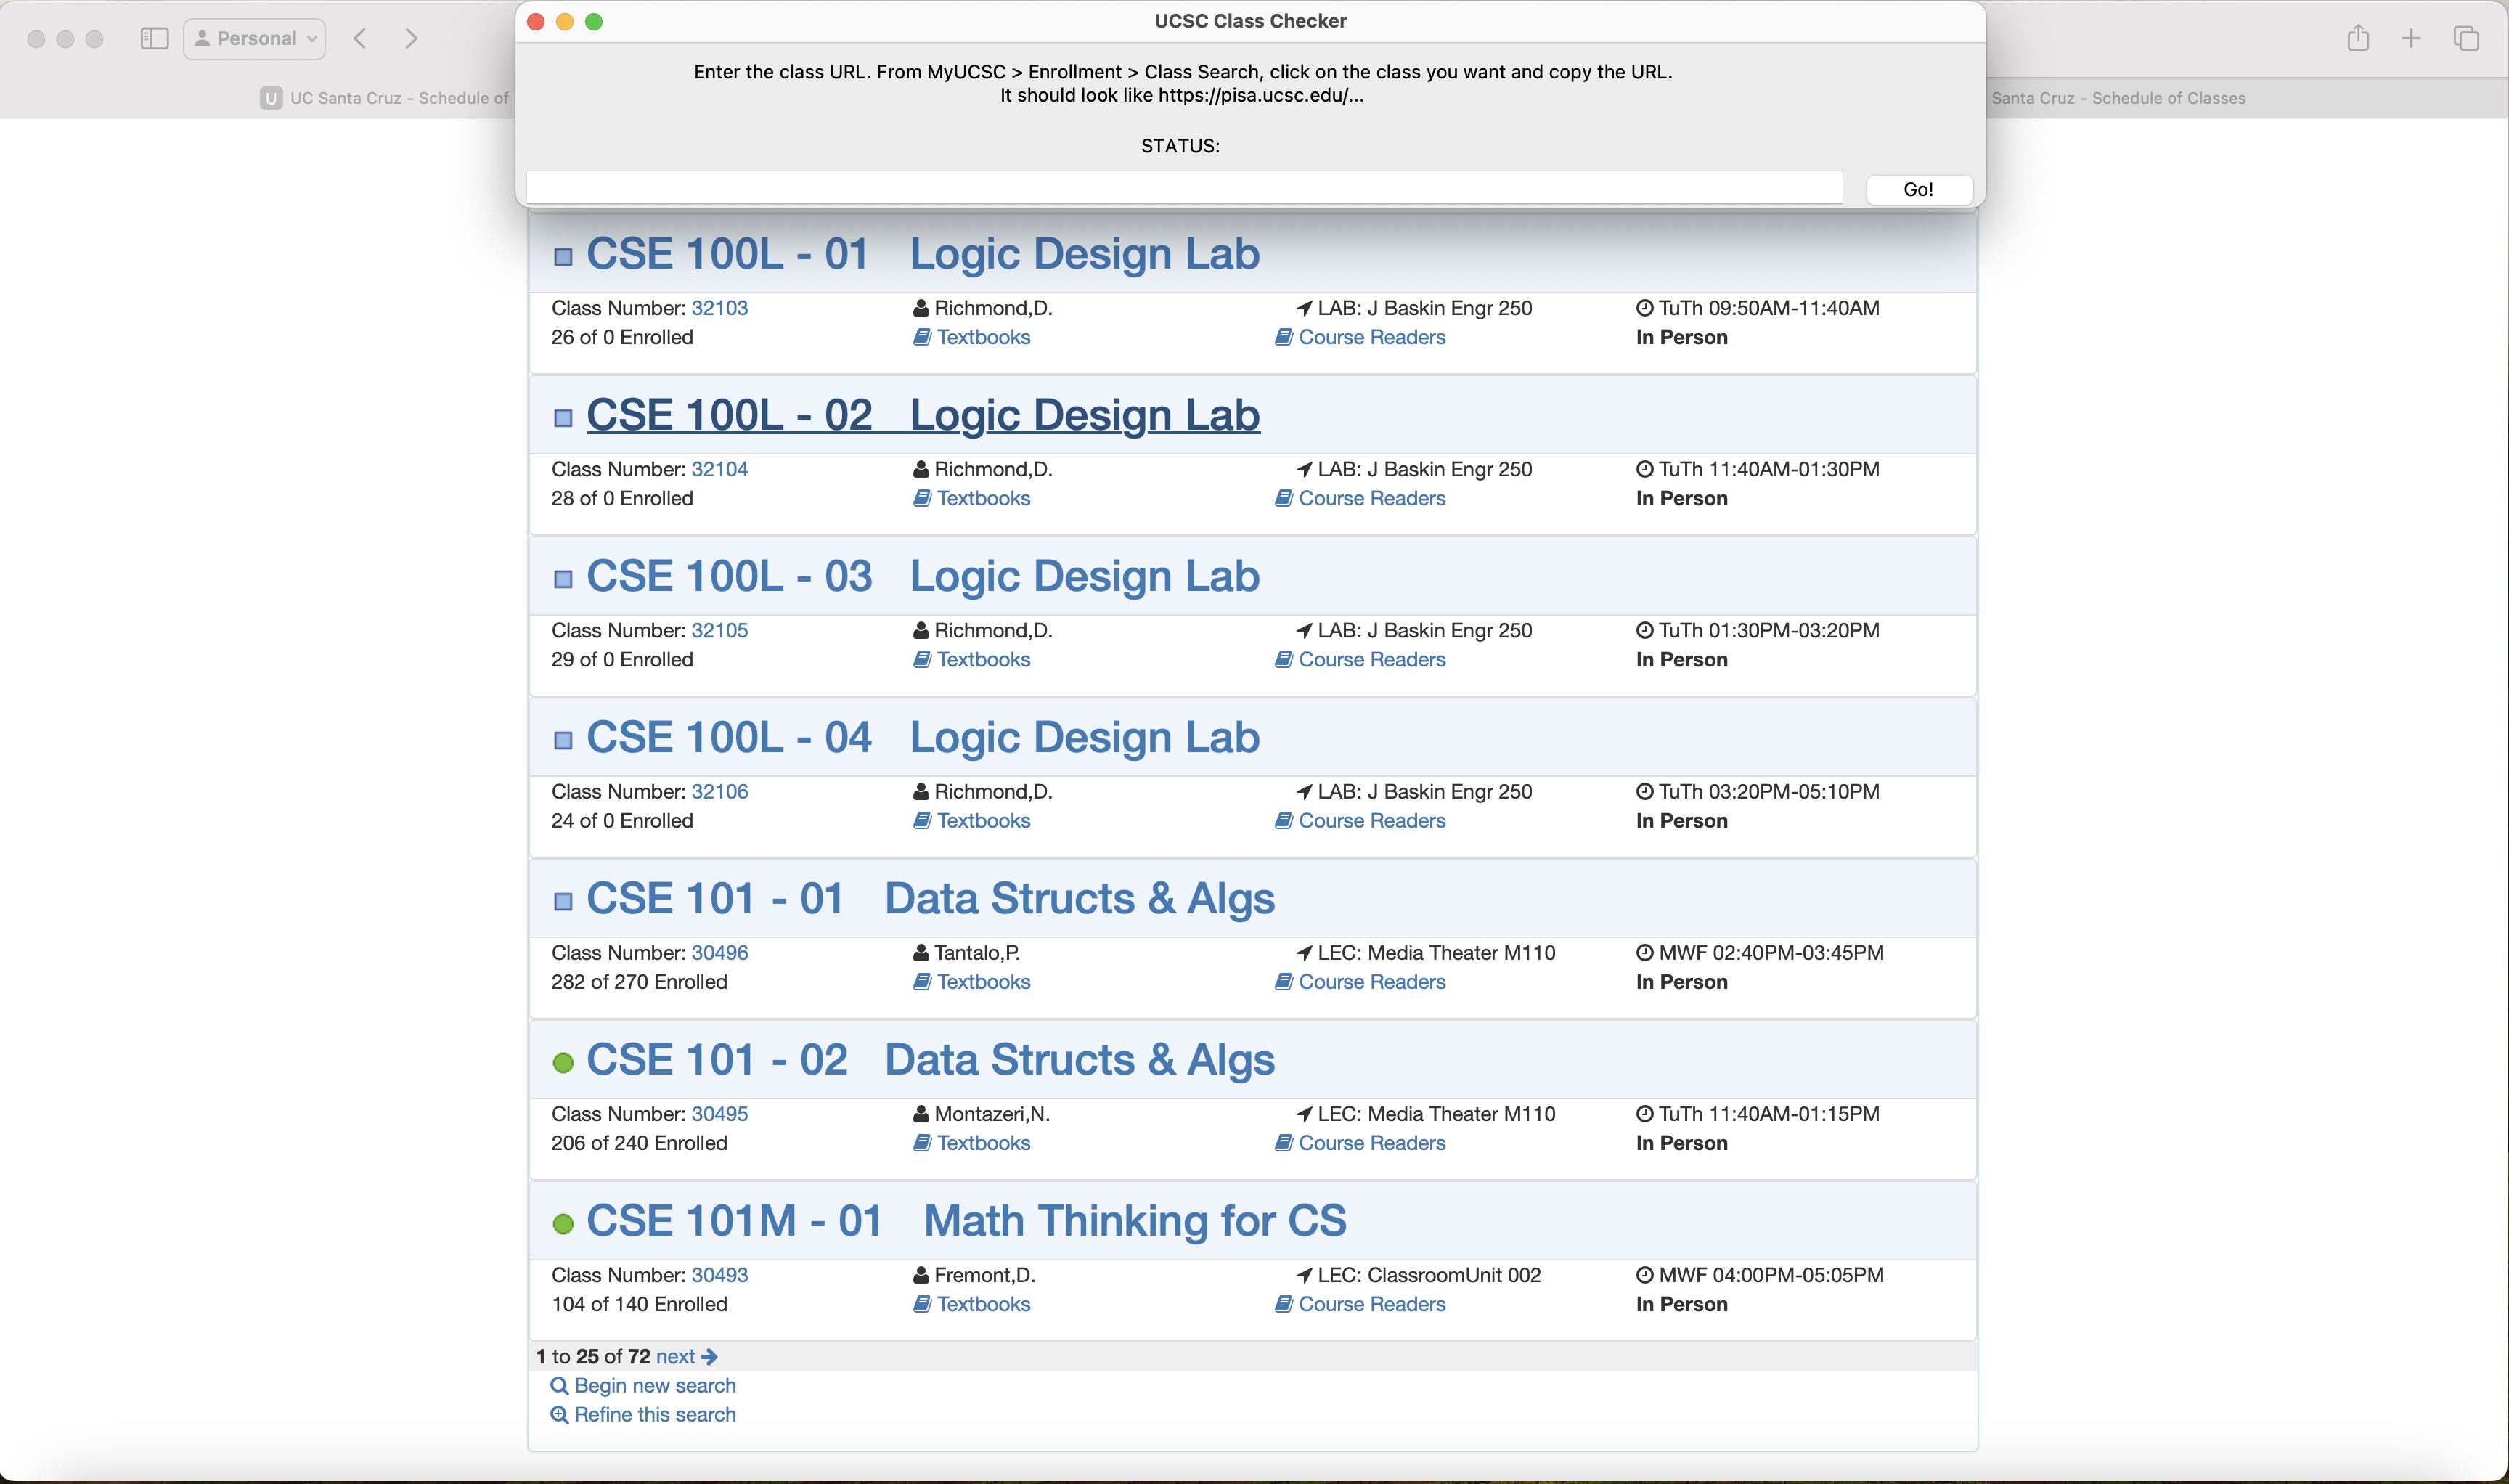 UCSC Class Checker
Personal
Enter the class URL. From MyUCSC > Enrollment > Class Search, click on the class you want and copy the URL.
It should look like https://pisa.ucsc.edu/...
U UC Santa Cruz - Schedule of
Santa Cruz - Schedule of Classes
STATUS:
Go!
CSE 100L - 01 Logic Design Lab
Class Number: 32103 Richmond,D. LAB: J Baskin Engr 250 TuTh 09:50AM-11:40AM
26 of 0 Enrolled Textbooks Course Readers In Person
CSE 100L - 02 Logic Design Lab
Class Number: 32104 Richmond,D. LAB: J Baskin Engr 250 TuTh 11:40AM-01:30PM
28 of 0 Enrolled Textbooks Course Readers In Person
CSE 100L - 03 Logic Design Lab
Class Number: 32105 Richmond,D. LAB: J Baskin Engr 250 TuTh 01:30PM-03:20PM
29 of 0 Enrolled Textbooks Course Readers In Person
CSE 100L - 04 Logic Design Lab
Class Number: 32106 Richmond,D. LAB: J Baskin Engr 250 TuTh 03:20PM-05:10PM
24 of 0 Enrolled Textbooks Course Readers In Person
CSE 101 - 01 Data Structs & Algs
Class Number: 30496 Tantalo,P. LEC: Media Theater M110 MWF 02:40PM-03:45PM
282 of 270 Enrolled Textbooks Course Readers In Person
CSE 101 - 02 Data Structs & Algs
Class Number: 30495 Montazeri,N. LEC: Media Theater M110 TuTh 11:40AM-01:15PM
206 of 240 Enrolled Textbooks Course Readers In Person
CSE 101M - 01 Math Thinking for CS
Class Number: 30493 Fremont,D. LEC: ClassroomUnit 002 MWF 04:00PM-05:05PM
104 of 140 Enrolled Textbooks Course Readers In Person
1 to 25 of 72 next
Begin new search
Refine this search